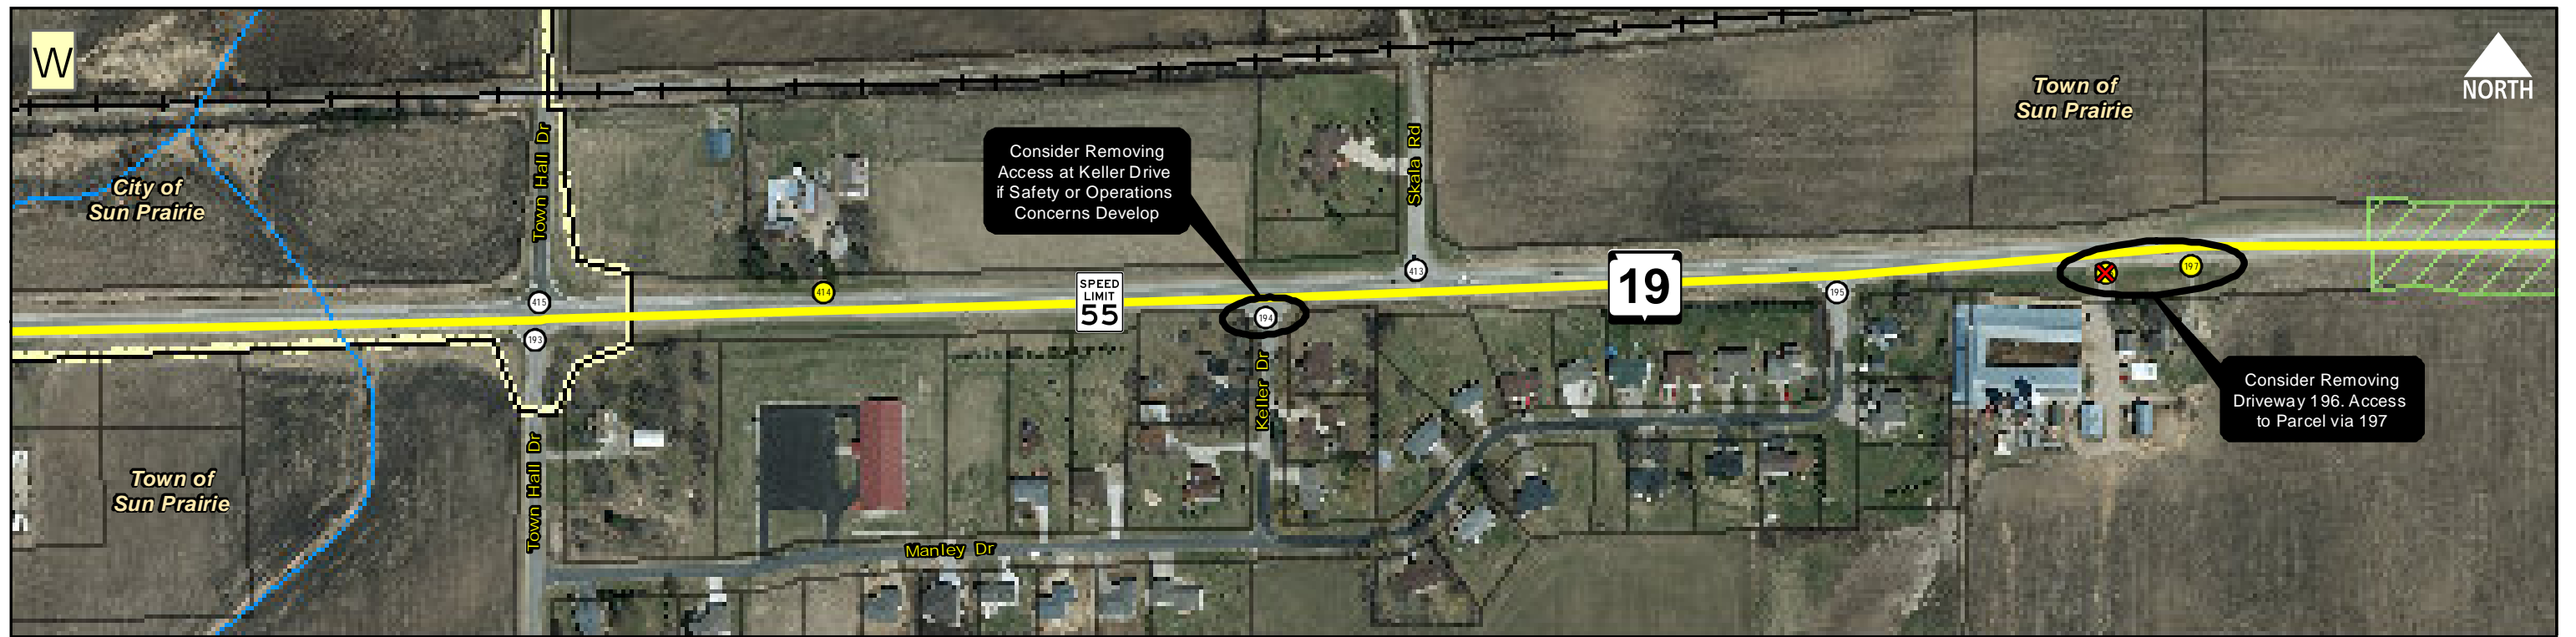 W
Town of
Sun Prairie
NORTH
Town Hall Dr
City of
Sun Prairie
Consider Removing
Access at Keller Drive
if Safety or Operations
Concerns Develop
Skala Rd
415
414
SPEED
LIMIT
55
194
413
19
195
197
193
Keller Dr
Consider Removing
Driveway 196. Access
to Parcel via 197
Town of
Sun Prairie
Town Hall Dr
Manley Dr